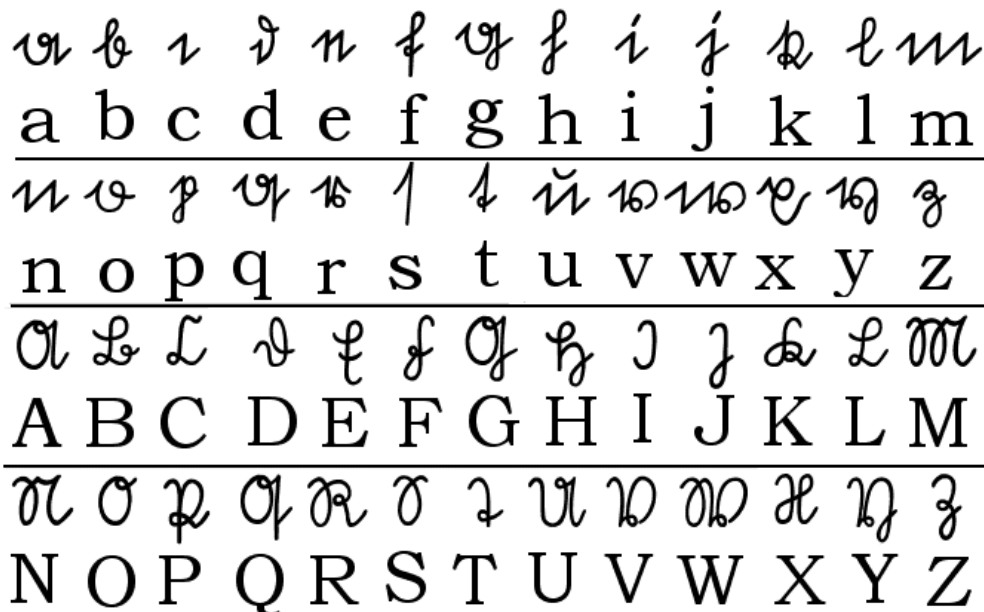 a b c d e f g h i j k l m
a b c d e f g h i j k l m
n o p q r s t u v w x y z
n o p q r s t u v w x y z
A B C D E F G H I J K L M
A B C D E F G H I J K L M
N O P Q R S T U V W X Y Z
N O P Q R S T U V W X Y Z